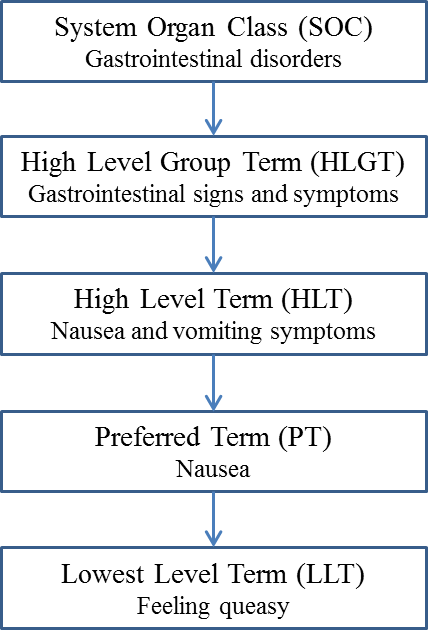 System Organ Class (SOC)
Gastrointestinal disorders
High Level Group Term (HLGT)
Gastrointestinal signs and symptoms
High Level Term (HLT)
Nausea and vomiting symptoms
Preferred Term (PT)
Nausea
Lowest Level Term (LLT)
Feeling queasy